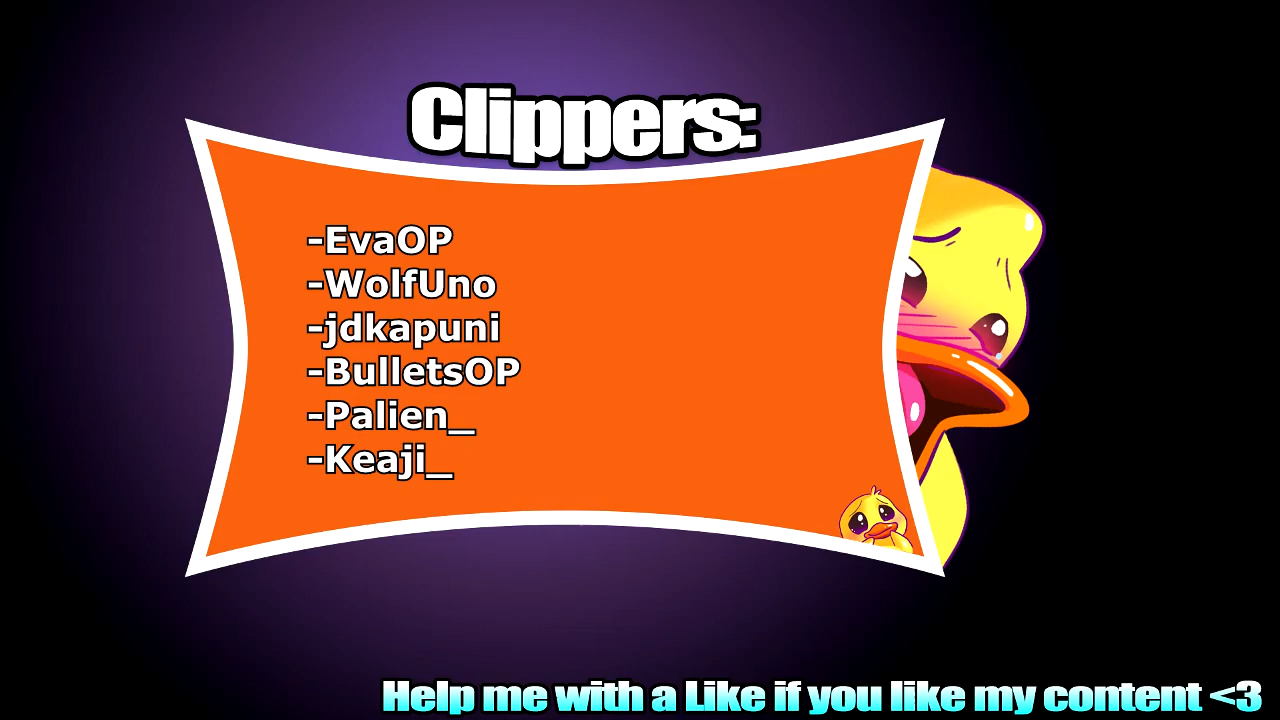 Clippers:
-EvaOP
-WolfUno
-jdkapuni
-BulletsOP
-Palien_
-Keaji_
Help me with a Like if you like my content <3